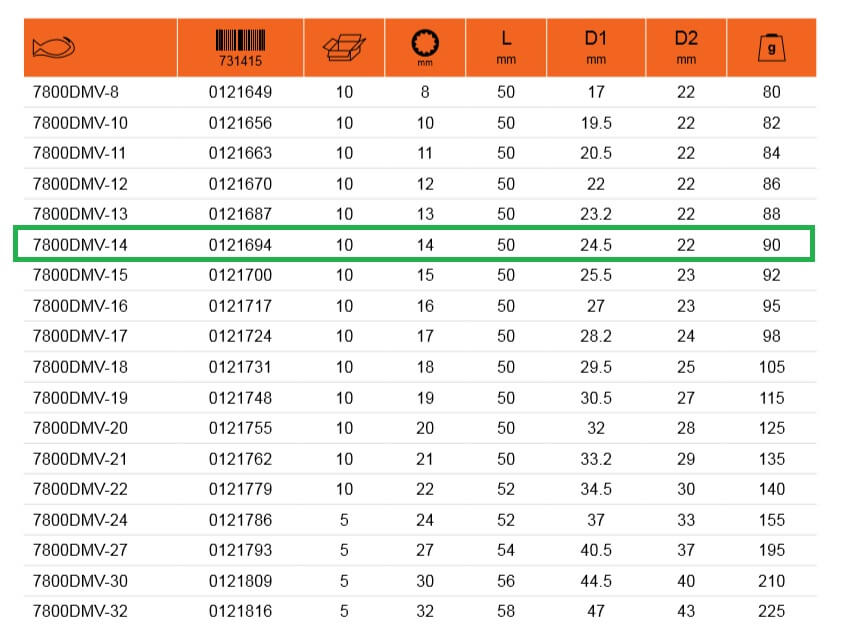 731415 mm L mm D1 mm D2 mm g
7800DMV-8 0121649 10 8 50 17 22 80
7800DMV-10 0121656 10 10 50 19.5 22 82
7800DMV-11 0121663 10 11 50 20.5 22 84
7800DMV-12 0121670 10 12 50 22 22 86
7800DMV-13 0121687 10 13 50 23.2 22 88
7800DMV-14 0121694 10 14 50 24.5 22 90
7800DMV-15 0121700 10 15 50 25.5 23 92
7800DMV-16 0121717 10 16 50 27 23 95
7800DMV-17 0121724 10 17 50 28.2 24 98
7800DMV-18 0121731 10 18 50 29.5 25 105
7800DMV-19 0121748 10 19 50 30.5 27 115
7800DMV-20 0121755 10 20 50 32 28 125
7800DMV-21 0121762 10 21 50 33.2 29 135
7800DMV-22 0121779 10 22 52 34.5 30 140
7800DMV-24 0121786 5 24 52 37 33 155
7800DMV-27 0121793 5 27 54 40.5 37 195
7800DMV-30 0121809 5 30 56 44.5 40 210
7800DMV-32 0121816 5 32 58 47 43 225